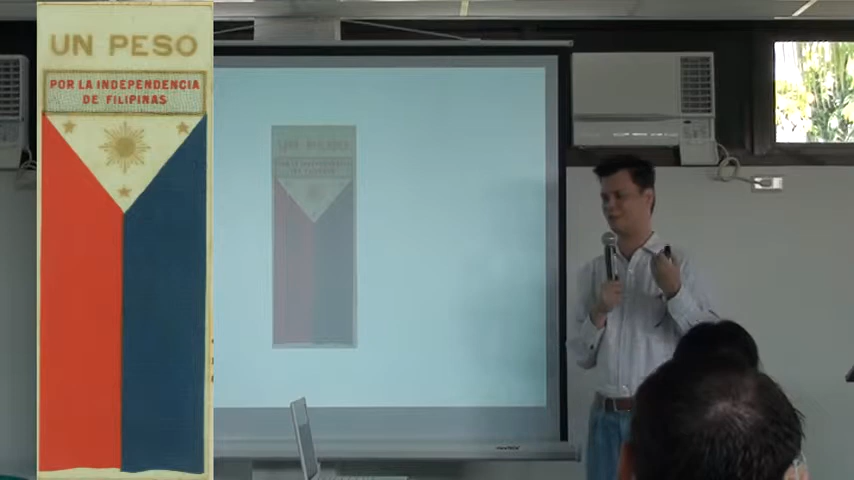 UN PESO
POR LA INDEPENDENCIA
DE FILIPINAS